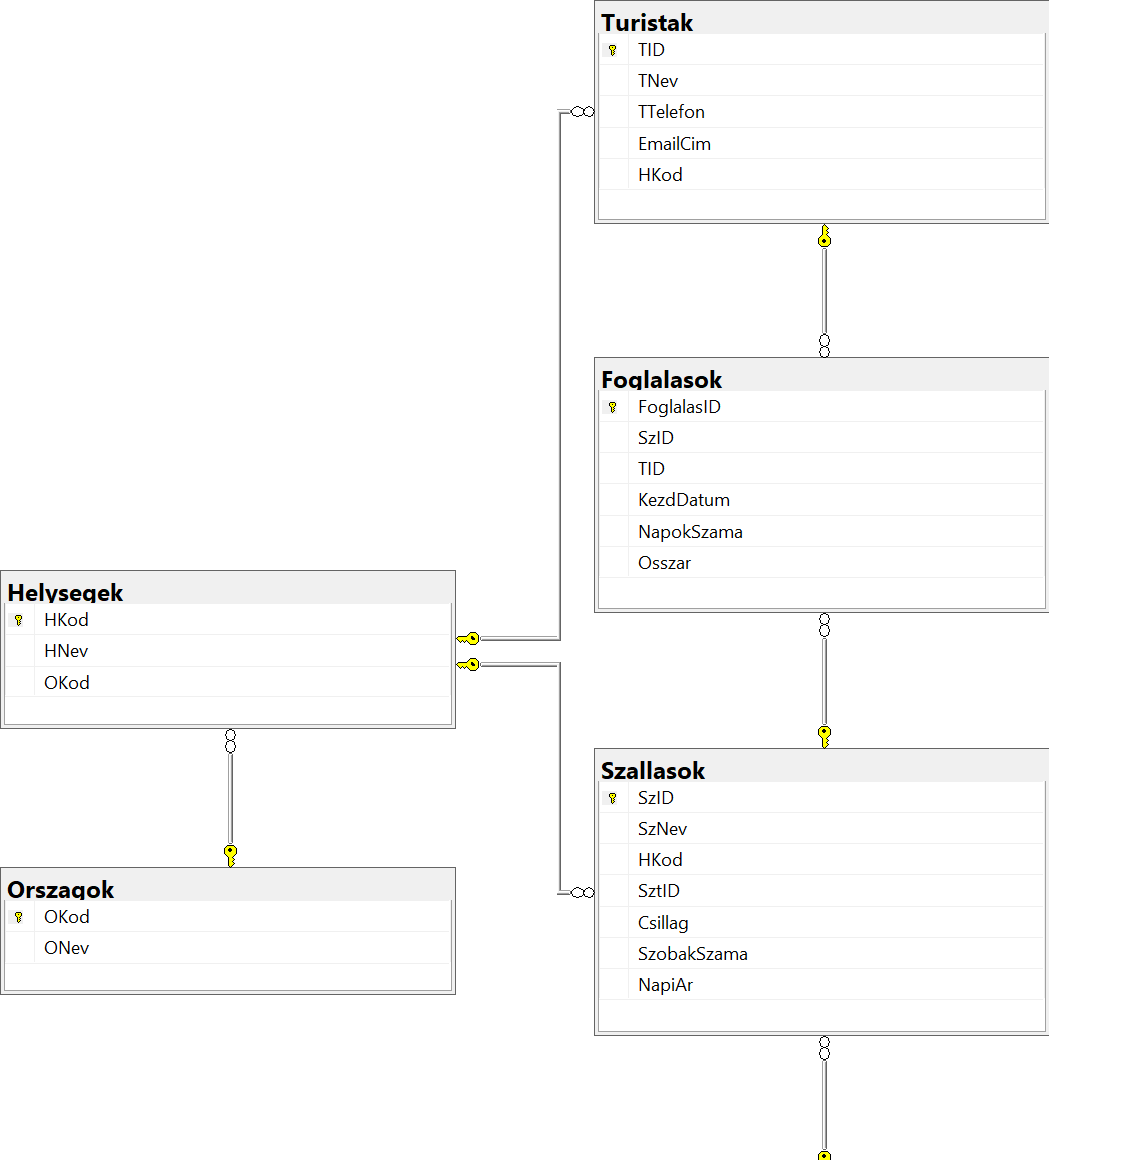 Turistak
TID
TNev
TTelefon
EmailCim
HKod
Foglalasok
FoglalasID
SzID
TID
KezdDatum
NapokSzama
Osszar
Helysegek
HKod
HNev
OKod
Szallasok
SzID
SzNev
HKod
SztID
Csillag
SzobakSzama
NapiAr
Orszagok
OKod
ONev